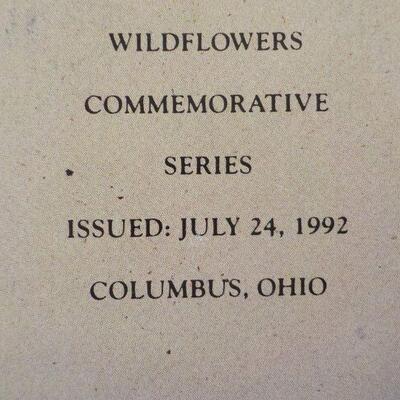 WILDFLOWERS
COMMEMORATIVE
SERIES
ISSUED: JULY 24, 1992
COLUMBUS, OHIO